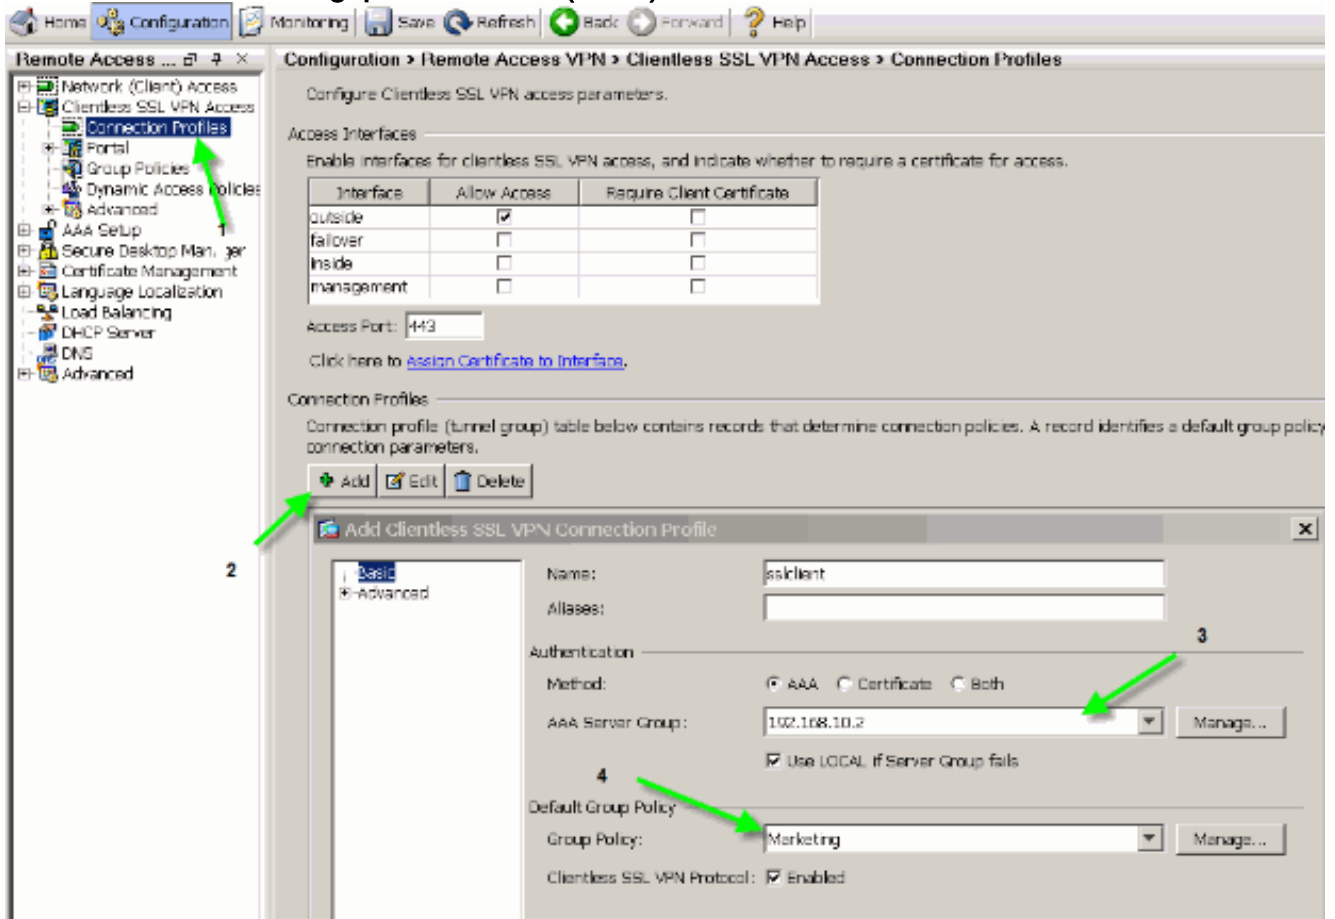 Home Configuration Monitoring Save Refresh Back Forward Help
Remote Access ...
Network (Client) Access
Clientless SSL VPN Access
Connection Profiles
Portal
Group Policies
Dynamic Access Policies
Advanced
AAA Setup
Secure Desktop Man. ger
Certificate Management
Language Localization
Load Balancing
DHCP Server
DNS
Advanced
1
Configuration > Remote Access VPN > Clientless SSL VPN Access > Connection Profiles
Configure Clientless SSL VPN access parameters.
Access Interfaces
Enable interfaces for clientless SSL VPN access, and indicate whether to require a certificate for access.
Interface Allow Access Require Client Certificate
outside
failover
inside
management
Access Port: 443
Click here to Assign Certificate to Interface.
Connection Profiles
Connection profile (tunnel group) table below contains records that determine connection policies. A record identifies a default group policy
connection parameters.
Add Edit Delete
2
Add Clientless SSL VPN Connection Profile
Basic
Advanced
Name: sslclient
Aliases:
3
Authentication
Method: AAA Certificate Both
AAA Server Group: 192.168.10.2 Manage...
Use LOCAL if Server Group fails
4
Default Group Policy
Group Policy: Marketing Manage...
Clientless SSL VPN Protocol: Enabled